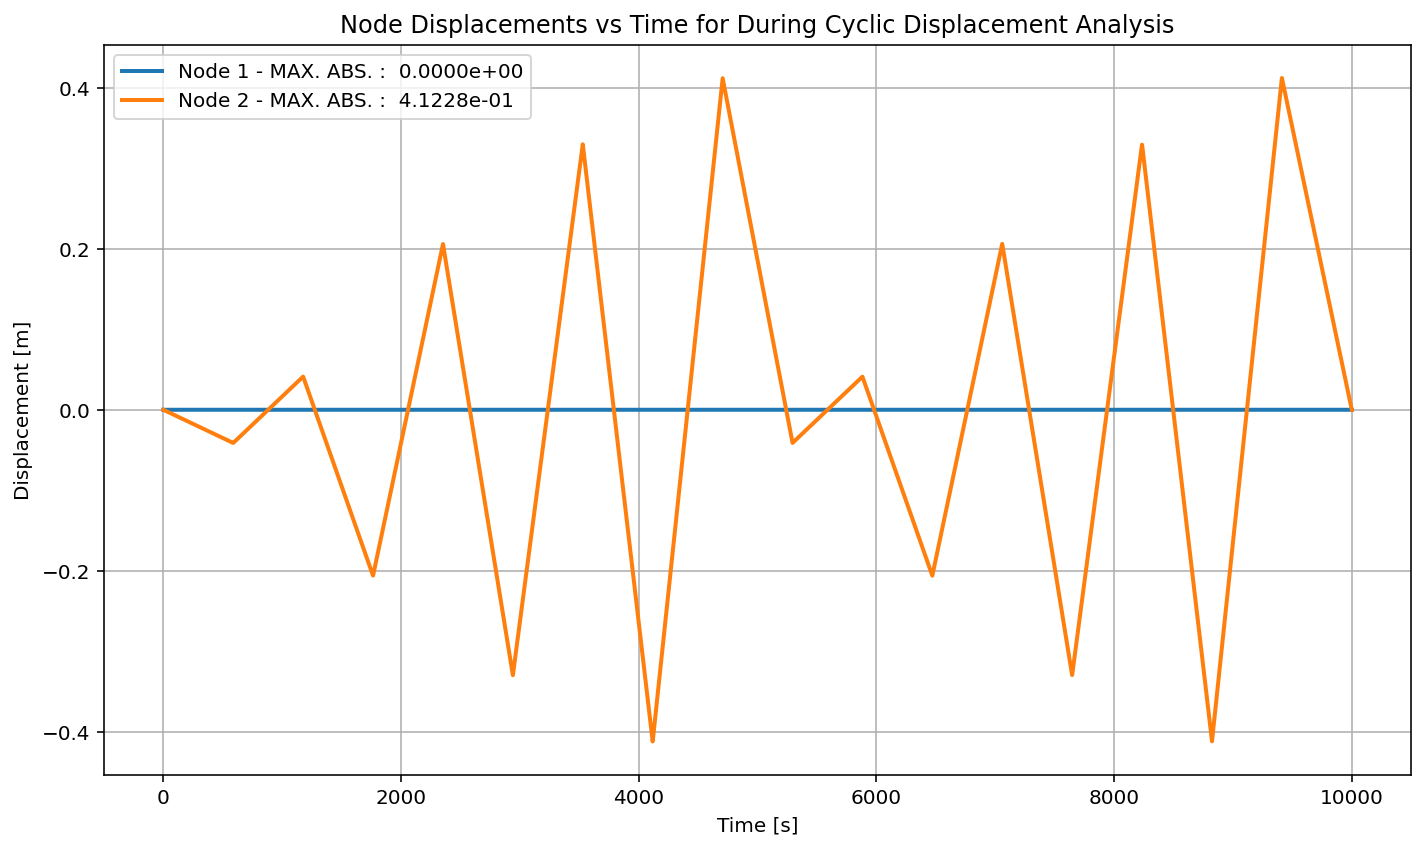 Node Displacements vs Time for During Cyclic Displacement Analysis
Node 1 - MAX. ABS. :  0.0000e+00
Node 2 - MAX. ABS. :  4.1228e-01
Displacement [m]
0.4
0.2
0.0
−0.2
−0.4
0 2000 4000 6000 8000 10000
Time [s]